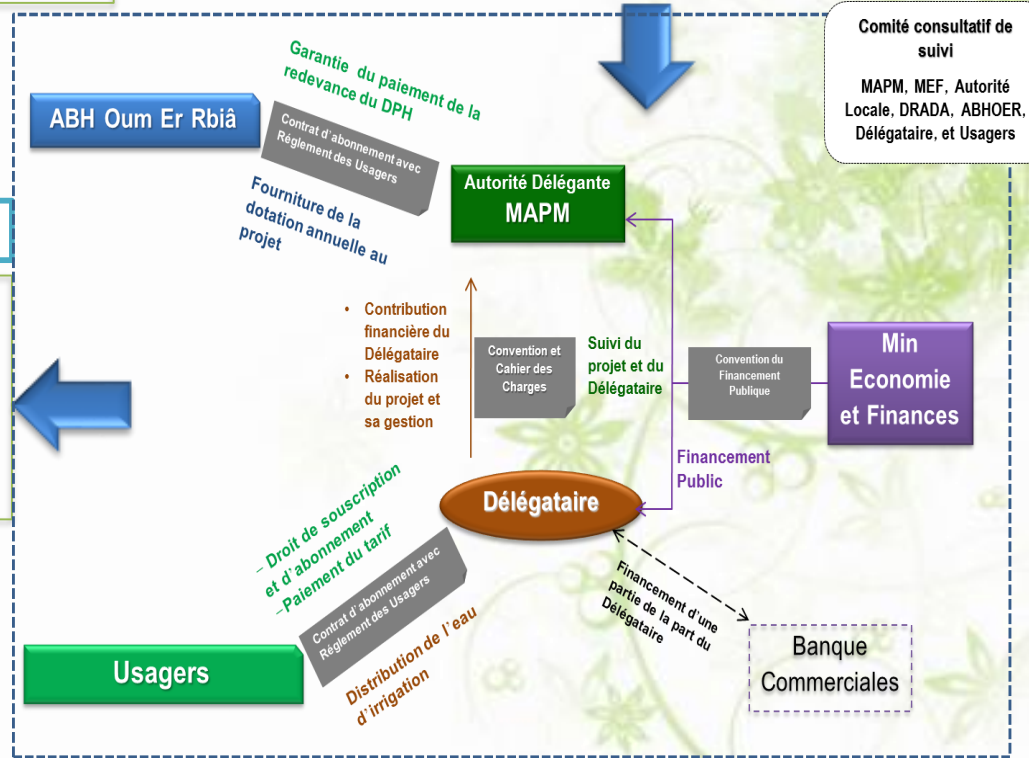 Comité consultatif de
suivi
MAPM, MEF, Autorité
Locale, DRADA, ABHOER,
Délégataire, et Usagers
Garantie du paiement de la
redevance du DPH
ABH Oum Er Rbiâ
Contrat d'abonnement avec
Réglement des Usagers
Fourniture de la
dotation annuelle au
projet
Autorité Délégante
MAPM
• Contribution
financière du
Délégataire
• Réalisation
du projet et
sa gestion
Convention et
Cahier des
Charges
Suivi du
projet et du
Délégataire
Convention du
Financement
Publique
Min
Economie
et Finances
Financement
Public
Délégataire
– Droit de souscription
et d'abonnement
–Paiement du tarif
Contrat d'abonnement avec
Réglement des Usagers
Distribution de l'eau
d'irrigation
Usagers
Financement d'une
partie de la part du
Délégataire
Banque
Commerciales